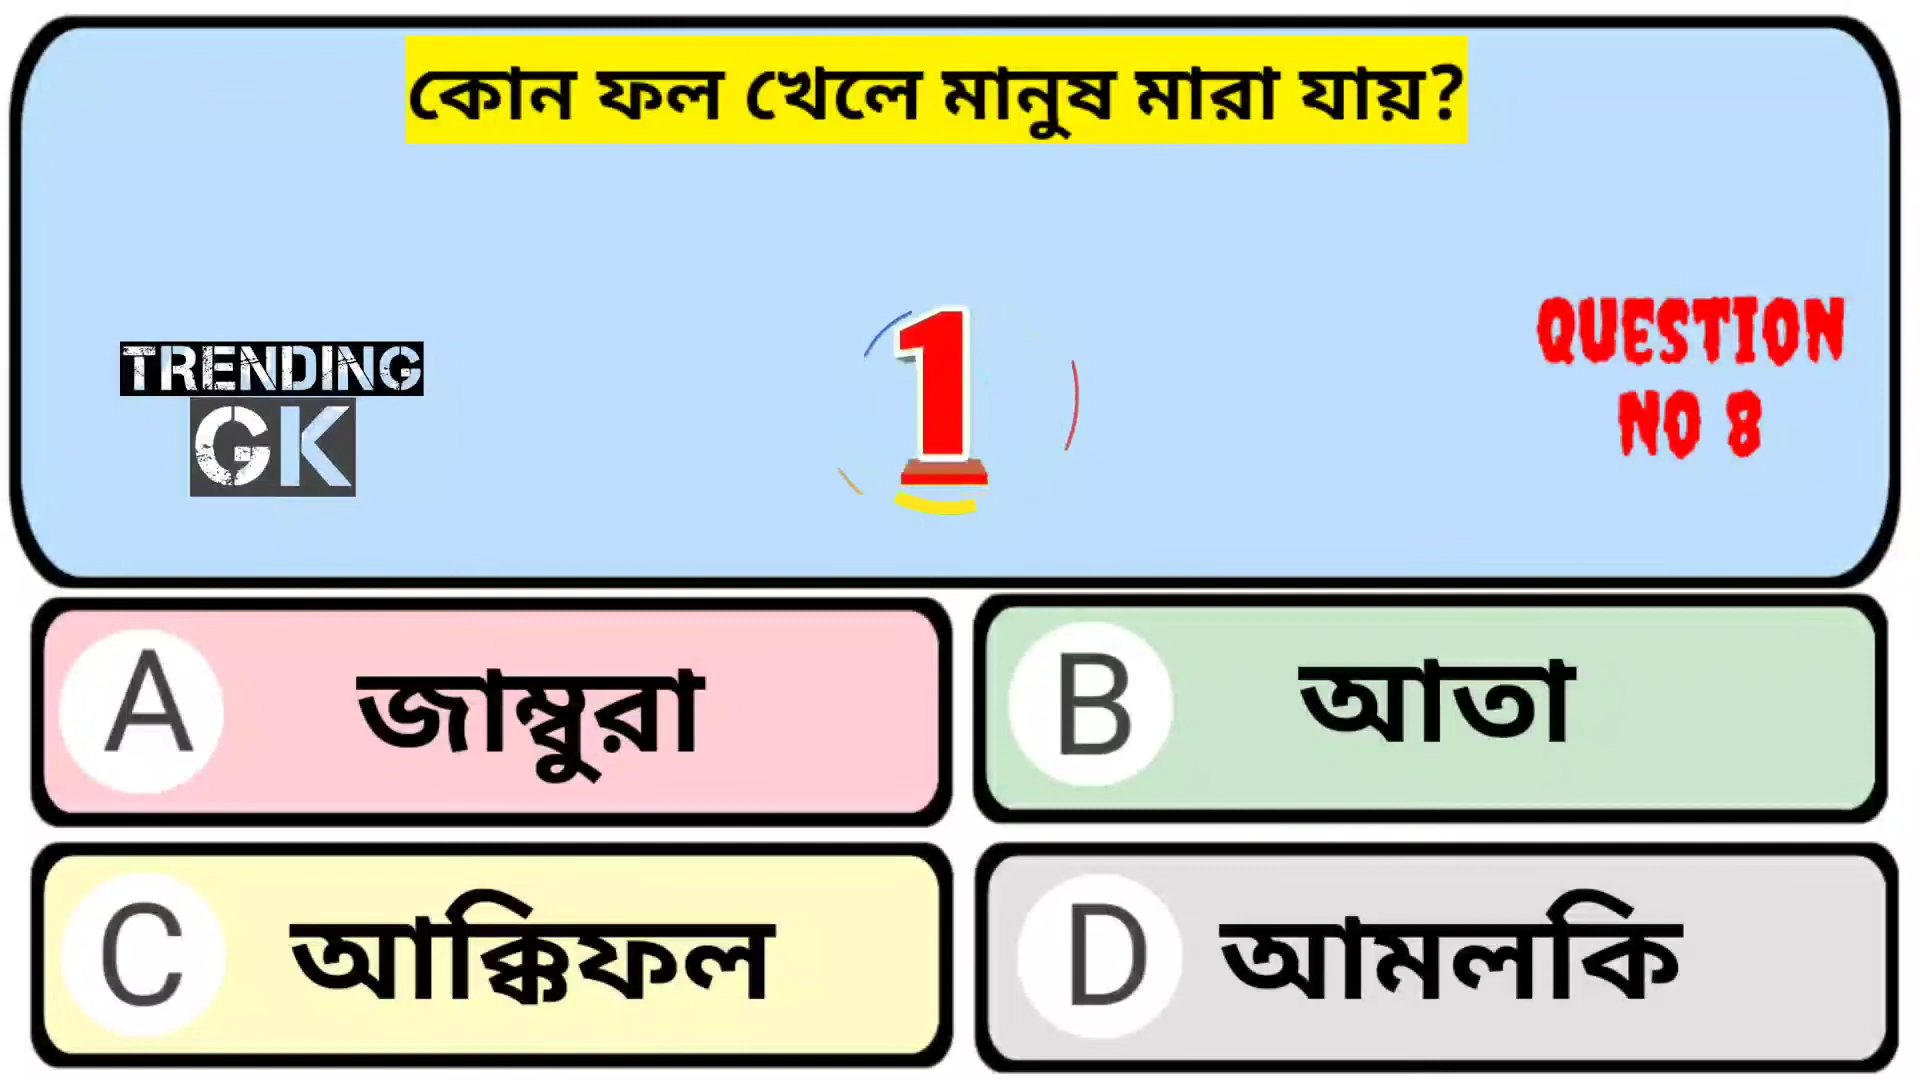 কোন ফল খেলে মানুষ মারা যায়?
TRENDING
GK
1
QUESTION
NO 8
A জাম্বুরা
B আতা
C আক্কিফল
D আমলকি